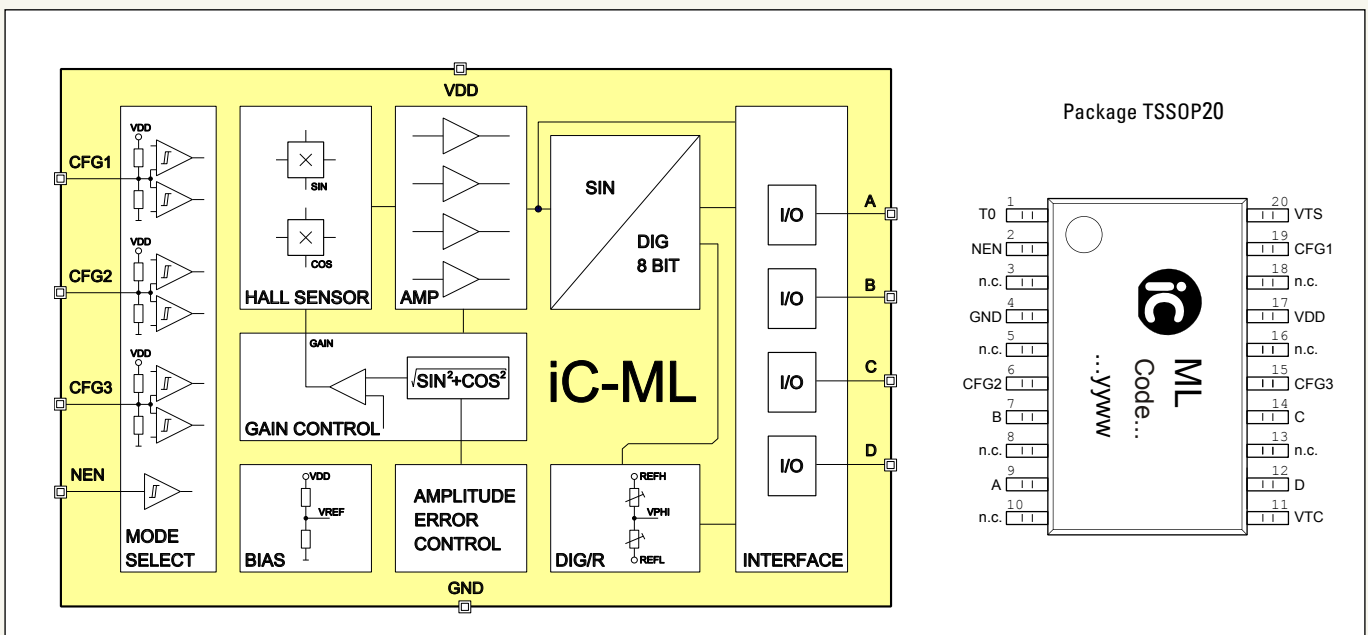 VDD
CFG1
VDD
CFG2
VDD
CFG3
VDD
NEN
MODE
SELECT
SIN
COS
HALL SENSOR
AMP
SIN
DIG
8 BIT
GAIN
√SIN²+COS²
GAIN CONTROL
iC-ML
VDD
VREF
BIAS
AMPLITUDE
ERROR
CONTROL
REFH
VPHI
REFL
DIG/R
I/O
A
I/O
B
I/O
C
I/O
D
INTERFACE
GND
Package TSSOP20
T0 1
NEN 2
n.c. 3
GND 4
n.c. 5
CFG2 6
B 7
n.c. 8
A 9
n.c. 10
20 VTS
19 CFG1
18 n.c.
17 VDD
16 n.c.
15 CFG3
14 C
13 n.c.
12 D
11 VTC
iC
ML
Code...
...yyww